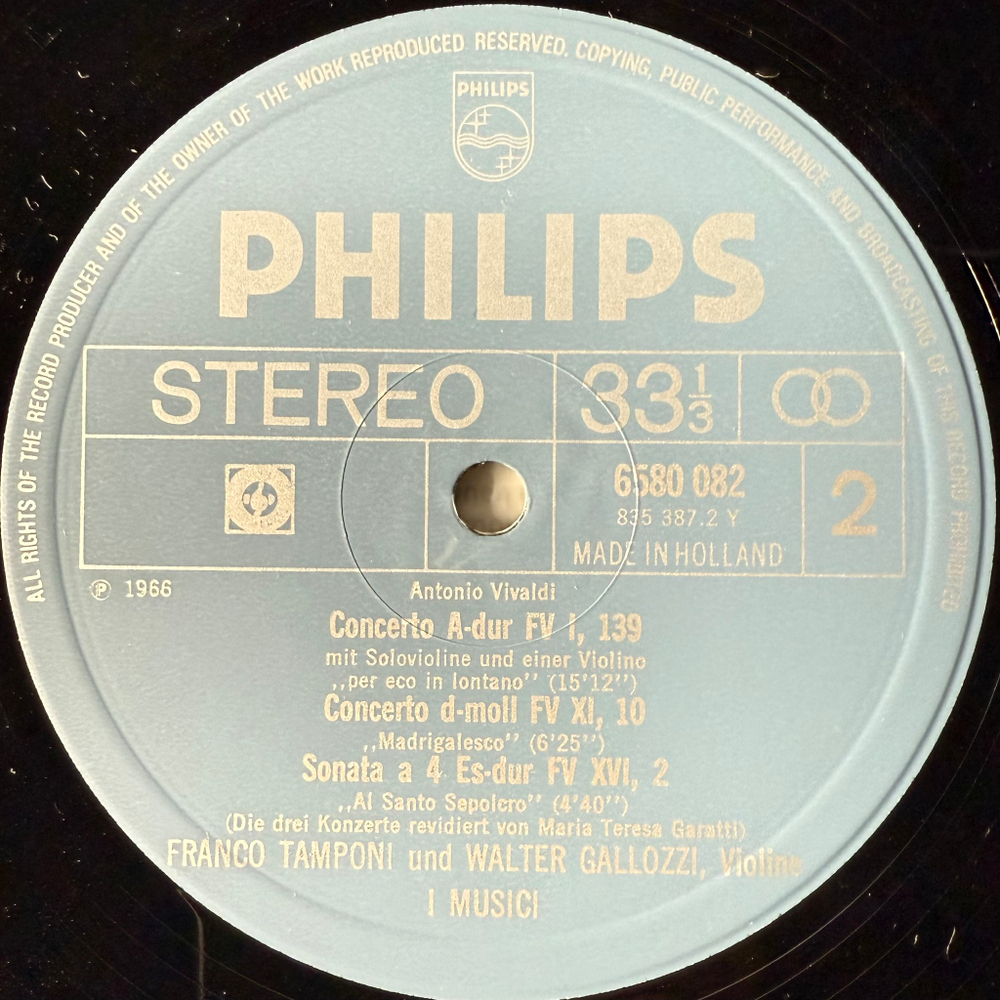 ALL RIGHTS OF THE RECORD PRODUCER AND OF THE OWNER OF THE WORK REPRODUCED RESERVED. COPYING, PUBLIC PERFORMANCE AND BROADCASTING OF THIS RECORD PROHIBITED
PHILIPS
PHILIPS
STEREO 33 1/3
6580 082
835 387.2 Y
2
MADE IN HOLLAND
℗ 1966
Antonio Vivaldi
Concerto A-dur FV I, 139
mit Solovioline und einer Violino
,,per eco in lontano'' (15'12'')
Concerto d-moll FV XI, 10
,,Madrigalesco'' (6'25'')
Sonata a 4 Es-dur FV XVI, 2
,,Al Santo Sepolcro'' (4'40'')
(Die drei Konzerte revidiert von Maria Teresa Garatti)
FRANCO TAMPONI und WALTER GALLOZZI, Violine
I MUSICI